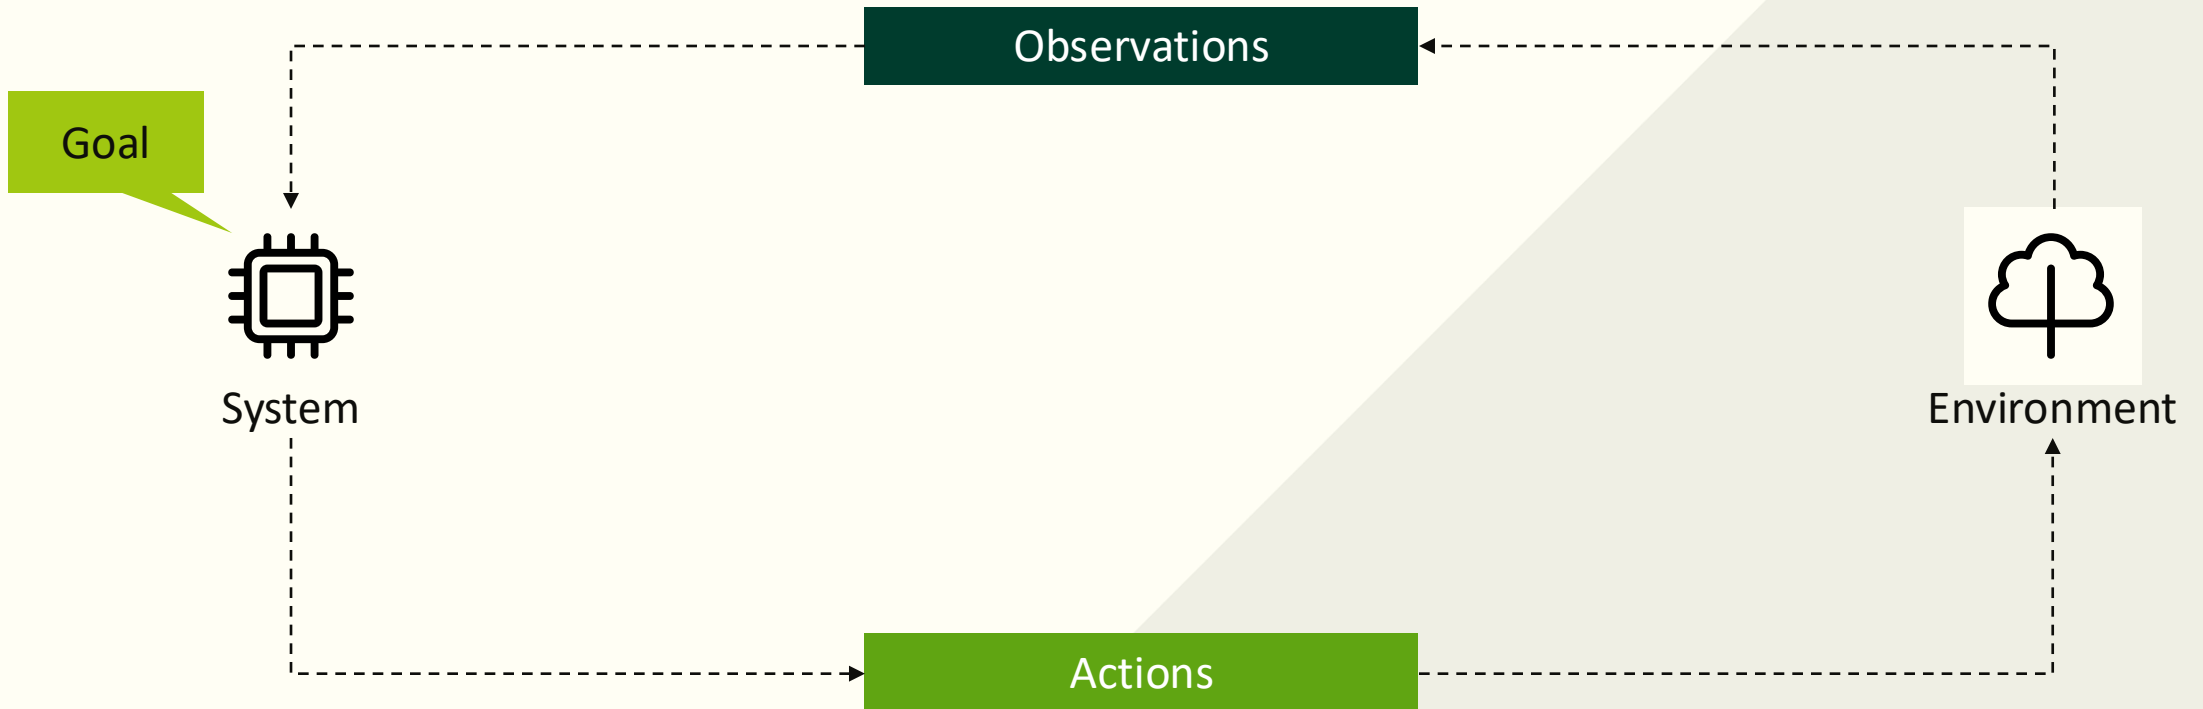 Observations
Goal
System
Environment
Actions